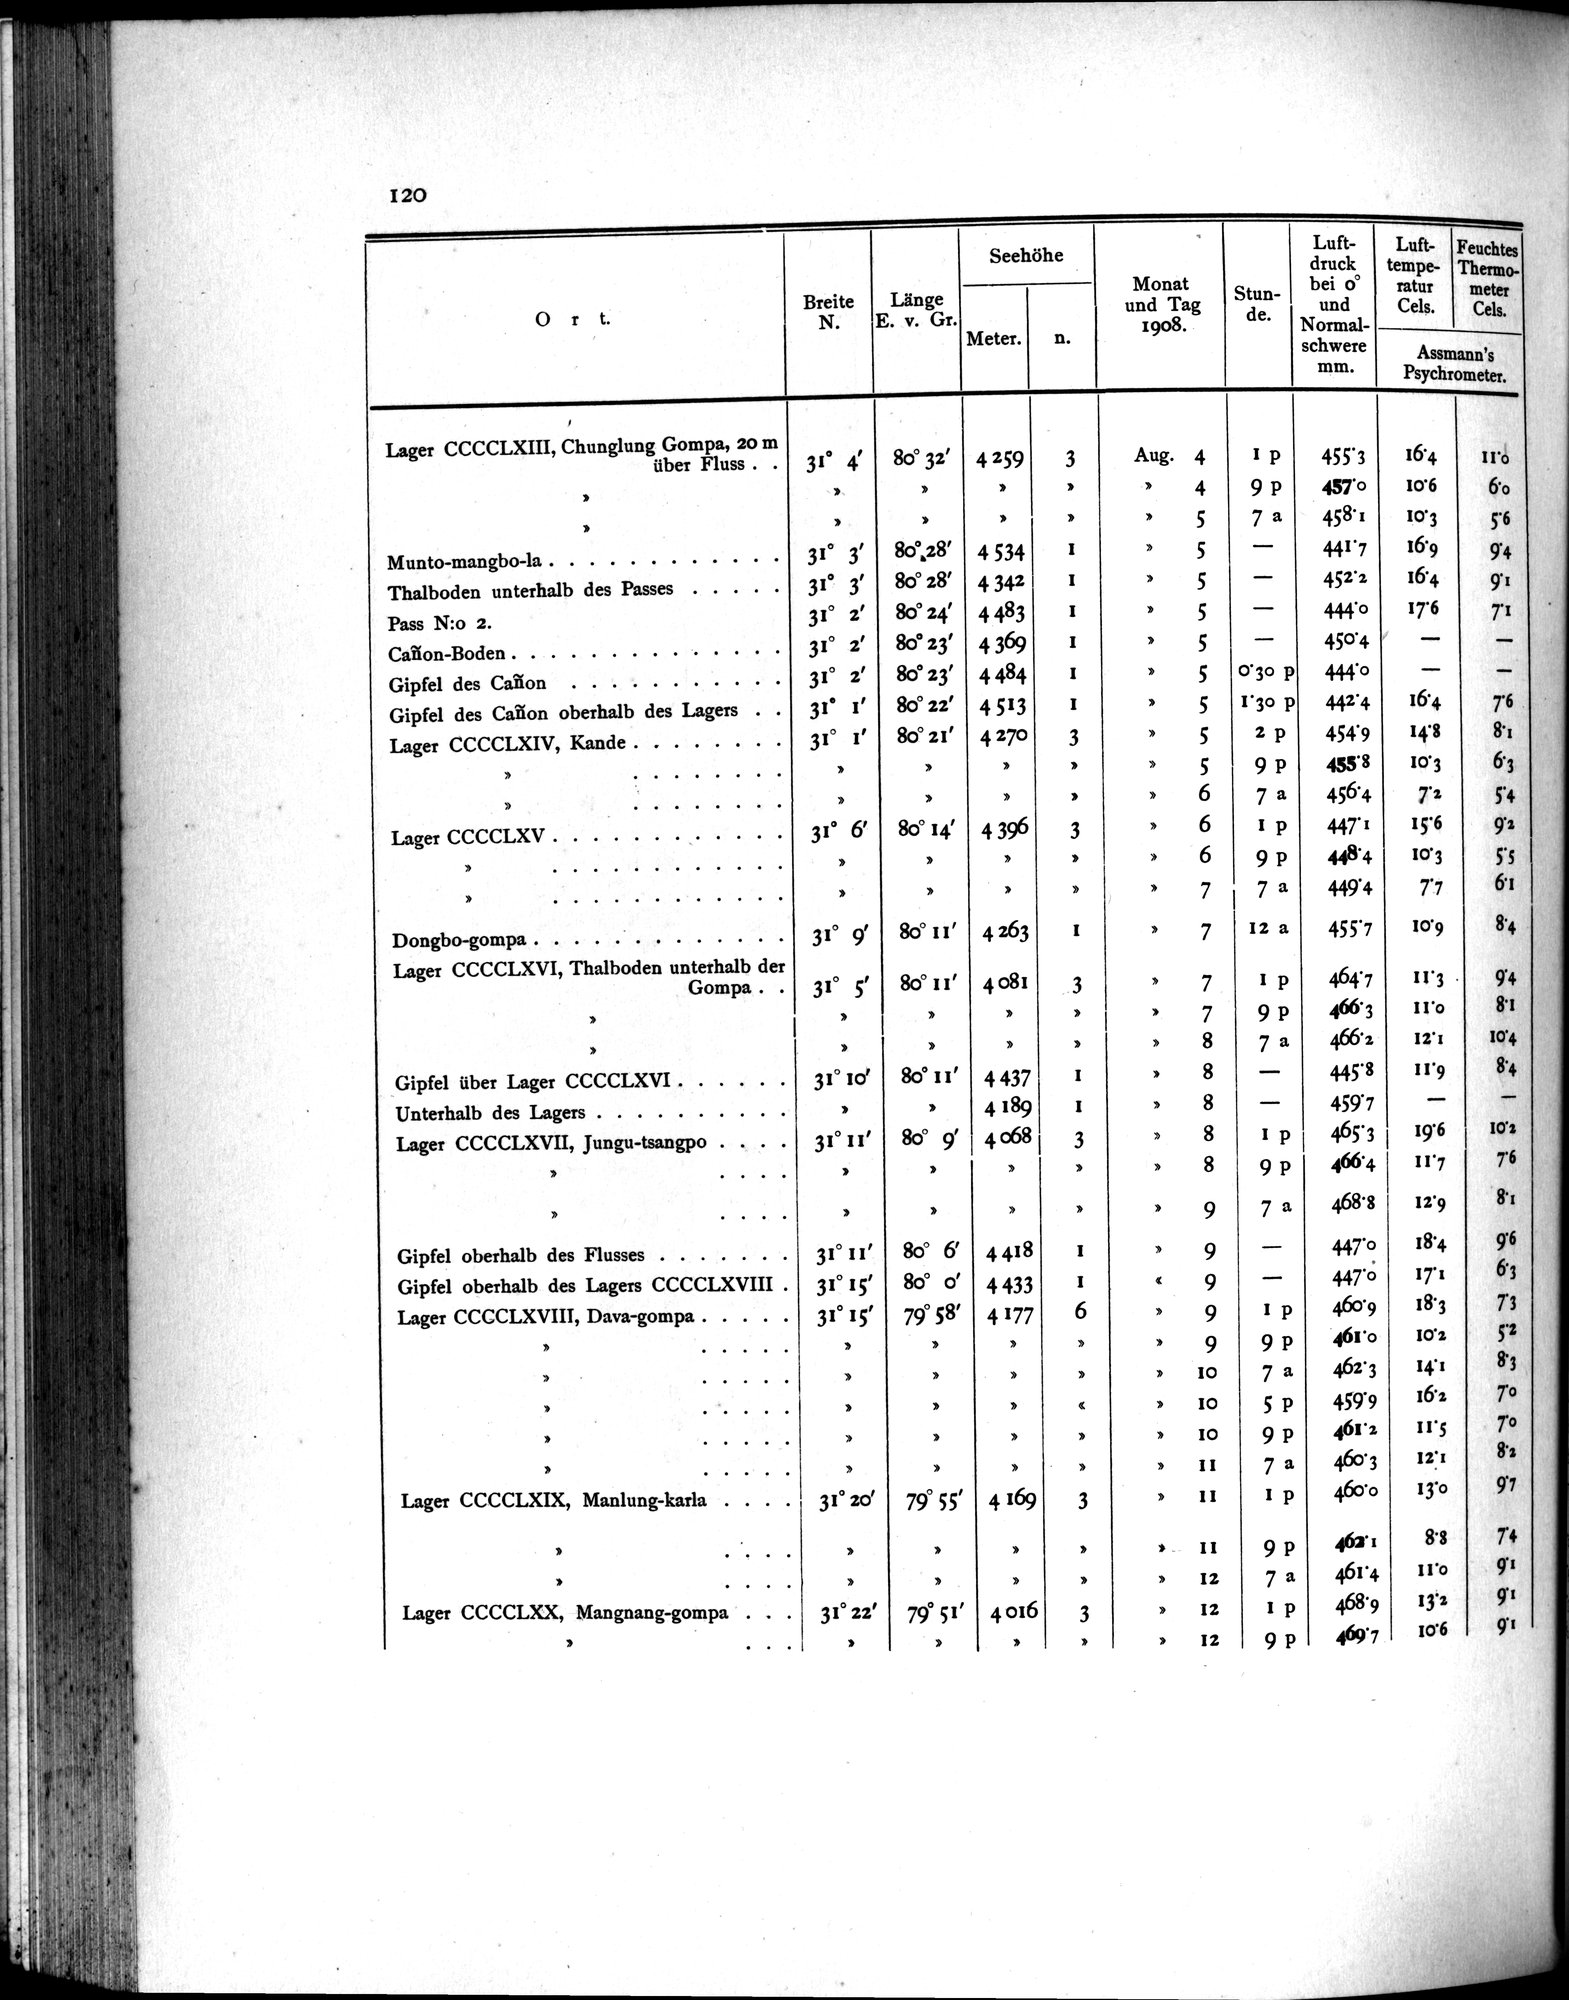 120
O r t. Breite N. Länge E. v. Gr. Seehöhe Meter. n. Monat und Tag 1908. Stun- de. Luft- druck bei 0° und Normal- schwere mm. Luft- tempe- ratur Cels. Feuchtes Thermo- meter Cels. Assmann's Psychrometer.
Lager CCCCLXIII, Chunglung Gompa, 20 m
über Fluss . . 31° 4′ 80° 32′ 4 259 3 Aug. 4 1 p 455·3 16·4 11·0
» » » » » » 4 9 p 457·0 10·6 6·0
» » » » » » 5 7 a 458·1 10·3 5·6
Munto-mangbo-la . . . . . . . . . . . . 31° 3′ 80° 28′ 4 534 1 » 5 — 441·7 16·9 9·4
Thalboden unterhalb des Passes . . . . . 31° 3′ 80° 28′ 4 342 1 » 5 — 452·2 16·4 9·1
Pass N:o 2. 31° 2′ 80° 24′ 4 483 1 » 5 — 444·0 17·6 7·1
Cañon-Boden . . . . . . . . . . . . . . 31° 2′ 80° 23′ 4 369 1 » 5 — 450·4 — —
Gipfel des Cañon . . . . . . . . . . . 31° 2′ 80° 23′ 4 484 1 » 5 0·30 p 444·0 — —
Gipfel des Cañon oberhalb des Lagers . . 31° 1′ 80° 22′ 4 513 1 » 5 1·30 p 442·4 16·4 7·6
Lager CCCCLXIV, Kande . . . . . . . . 31° 1′ 80° 21′ 4 270 3 » 5 2 p 454·9 14·8 8·1
» . . . . . . . . » » » » » 5 9 p 455·8 10·3 6·3
» . . . . . . . . » » » » » 6 7 a 456·4 7·2 5·4
Lager CCCCLXV . . . . . . . . . . . . 31° 6′ 80° 14′ 4 396 3 » 6 1 p 447·1 15·6 9·2
» . . . . . . . . . . . . » » » » » 6 9 p 448·4 10·3 5·5
» . . . . . . . . . . . . » » » » » 7 7 a 449·4 7·7 6·1
Dongbo-gompa . . . . . . . . . . . . . 31° 9′ 80° 11′ 4 263 1 » 7 12 a 455·7 10·9 8·4
Lager CCCCLXVI, Thalboden unterhalb der
Gompa . . 31° 5′ 80° 11′ 4 081 3 » 7 1 p 464·7 11·3 9·4
» » » » » » 7 9 p 466·3 11·0 8·1
» » » » » » 8 7 a 466·2 12·1 10·4
Gipfel über Lager CCCCLXVI . . . . . . 31° 10′ 80° 11′ 4 437 1 » 8 — 445·8 11·9 8·4
Unterhalb des Lagers . . . . . . . . . . » » 4 189 1 » 8 — 459·7 — —
Lager CCCCLXVII, Jungu-tsangpo . . . . 31° 11′ 80° 9′ 4 068 3 » 8 1 p 465·3 19·6 10·2
» . . . . » » » » » 8 9 p 466·4 11·7 7·6
» . . . . » » » » » 9 7 a 468·8 12·9 8·1
Gipfel oberhalb des Flusses . . . . . . . 31° 11′ 80° 6′ 4 418 1 » 9 — 447·0 18·4 9·6
Gipfel oberhalb des Lagers CCCCLXVIII . 31° 15′ 80° 0′ 4 433 1 « 9 — 447·0 17·1 6·3
Lager CCCCLXVIII, Dava-gompa . . . . . 31° 15′ 79° 58′ 4 177 6 » 9 1 p 460·9 18·3 7·3
» . . . . . » » » » » 9 9 p 461·0 10·2 5·2
» . . . . . » » » » » 10 7 a 462·3 14·1 8·3
» . . . . . » » » « » 10 5 p 459·9 16·2 7·0
» . . . . . » » » » » 10 9 p 461·2 11·5 7·0
» . . . . . » » » » » 11 7 a 460·3 12·1 8·2
Lager CCCCLXIX, Manlung-karla . . . . 31° 20′ 79° 55′ 4 169 3 » 11 1 p 460·0 13·0 9·7
» . . . . » » » » » 11 9 p 462·1 8·8 7·4
» . . . . » » » » » 12 7 a 461·4 11·0 9·1
Lager CCCCLXX, Mangnang-gompa . . . 31° 22′ 79° 51′ 4 016 3 » 12 1 p 468·9 13·2 9·1
» . . . » » » » » 12 9 p 469·7 10·6 9·1